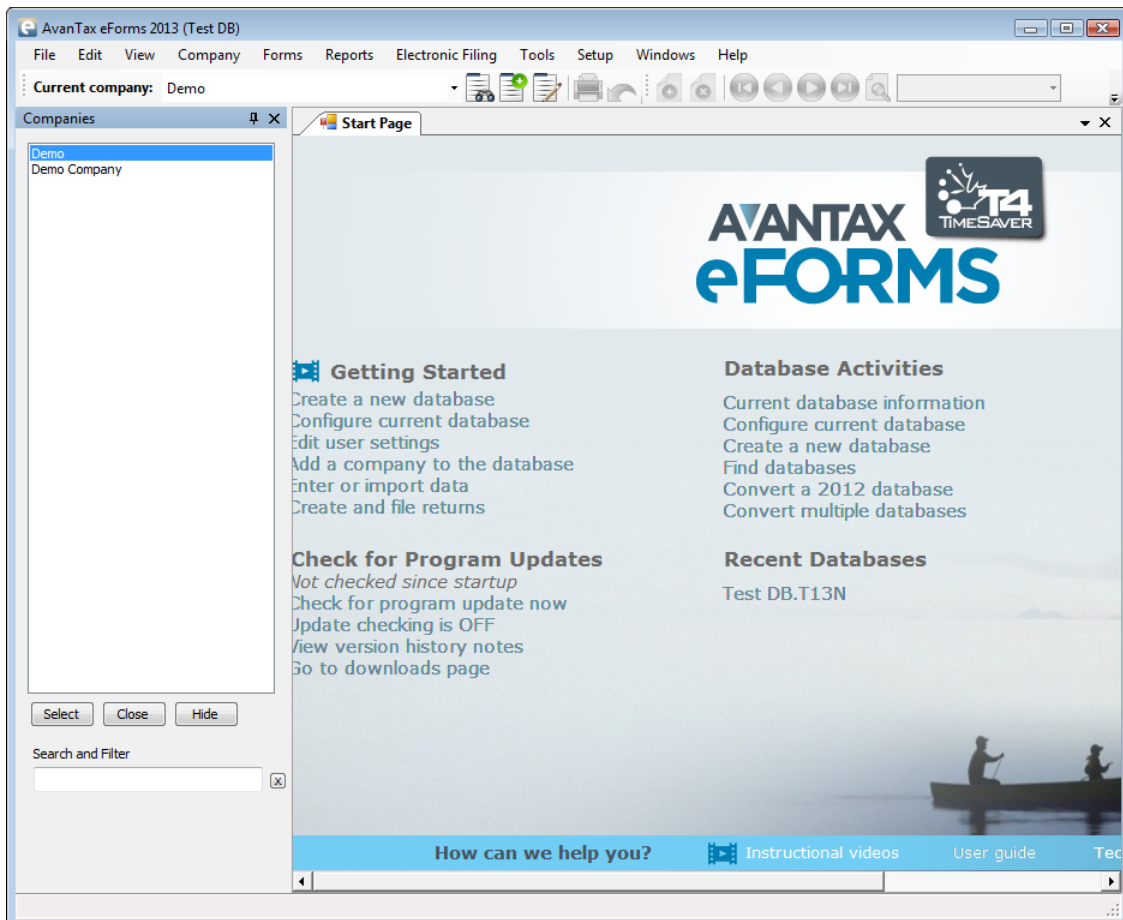 AvanTax eForms 2013 (Test DB)
File Edit View Company Forms Reports Electronic Filing Tools Setup Windows Help
Current company: Demo
Companies
Start Page
Demo
Demo Company
AVANTAX
eFORMS
T4
TIMESAVER
Getting Started
Create a new database
Configure current database
Edit user settings
Add a company to the database
Enter or import data
Create and file returns
Database Activities
Current database information
Configure current database
Create a new database
Find databases
Convert a 2012 database
Convert multiple databases
Check for Program Updates
Not checked since startup
Check for program update now
Update checking is OFF
View version history notes
Go to downloads page
Recent Databases
Test DB.T13N
Select Close Hide
Search and Filter
X
How can we help you? Instructional videos User guide Tec